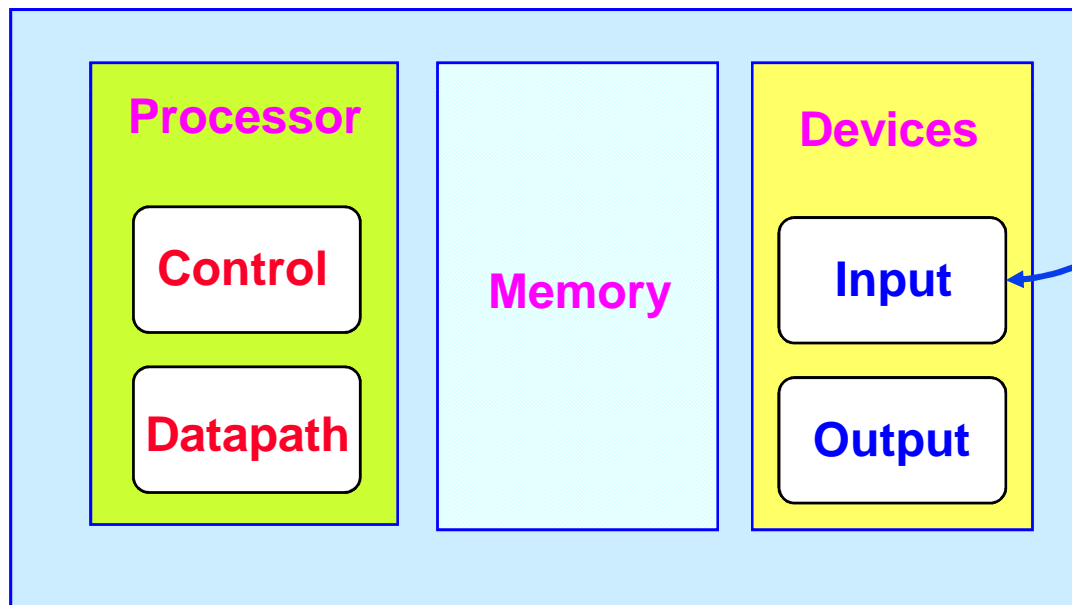 Processor
Control
Datapath
Memory
Devices
Input
Output